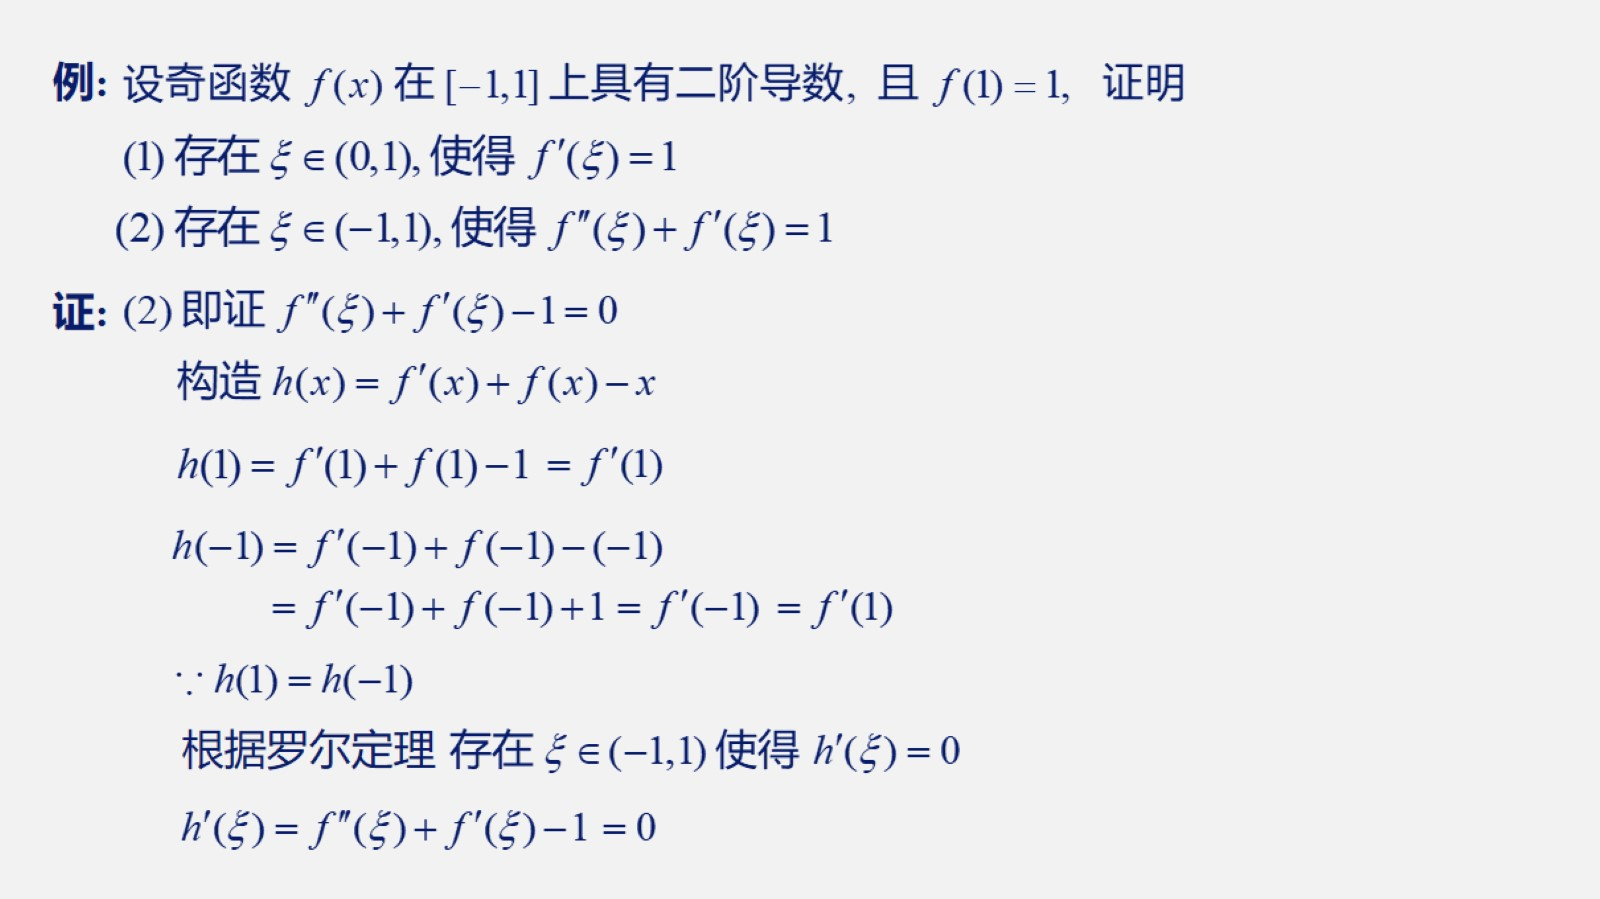 例: 设奇函数 f(x) 在 [−1,1] 上具有二阶导数, 且 f(1) = 1, 证明
(1) 存在 ξ ∈ (0,1), 使得 f′(ξ) = 1
(2) 存在 ξ ∈ (−1,1), 使得 f″(ξ) + f′(ξ) = 1
证: (2) 即证 f″(ξ) + f′(ξ) − 1 = 0
构造 h(x) = f′(x) + f(x) − x
h(1) = f′(1) + f(1) − 1 = f′(1)
h(−1) = f′(−1) + f(−1) − (−1)
= f′(−1) + f(−1) + 1 = f′(−1) = f′(1)
∵ h(1) = h(−1)
根据罗尔定理 存在 ξ ∈ (−1,1) 使得 h′(ξ) = 0
h′(ξ) = f″(ξ) + f′(ξ) − 1 = 0